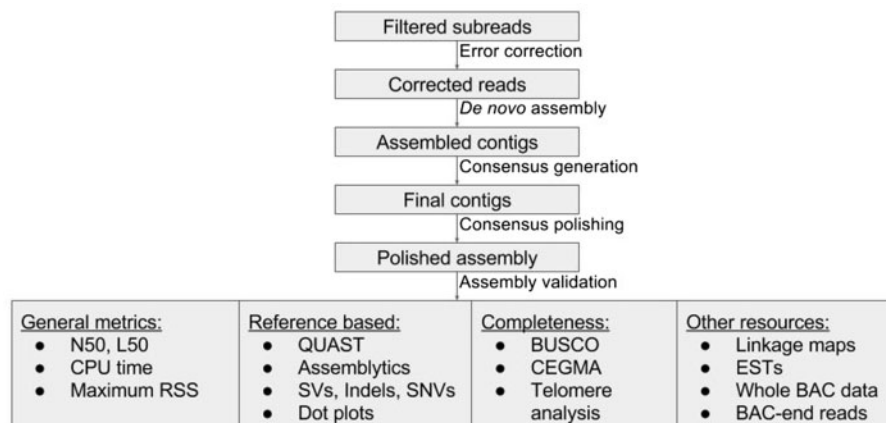 Filtered subreads
Error correction
Corrected reads
De novo assembly
Assembled contigs
Consensus generation
Final contigs
Consensus polishing
Polished assembly
Assembly validation
General metrics:
● N50, L50
● CPU time
● Maximum RSS
Reference based:
● QUAST
● Assemblytics
● SVs, Indels, SNVs
● Dot plots
Completeness:
● BUSCO
● CEGMA
● Telomere
analysis
Other resources:
● Linkage maps
● ESTs
● Whole BAC data
● BAC-end reads